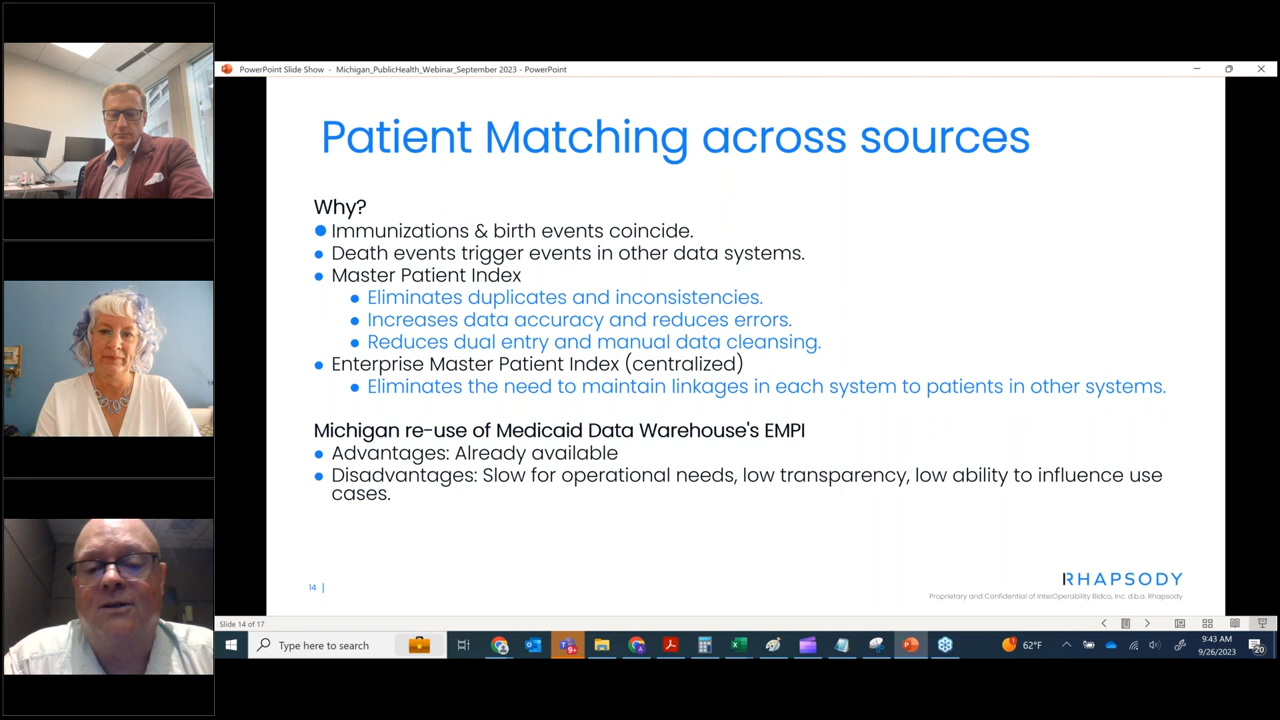 PowerPoint Slide Show - Michigan_PublicHealth_Webinar_September 2023 - PowerPoint
Patient Matching across sources
Why?
Immunizations & birth events coincide.
Death events trigger events in other data systems.
Master Patient Index
Eliminates duplicates and inconsistencies.
Increases data accuracy and reduces errors.
Reduces dual entry and manual data cleansing.
Enterprise Master Patient Index (centralized)
Eliminates the need to maintain linkages in each system to patients in other systems.
Michigan re-use of Medicaid Data Warehouse's EMPI
Advantages: Already available
Disadvantages: Slow for operational needs, low transparency, low ability to influence use
cases.
14 |
RHAPSODY
Proprietary and Confidential of InterOperability Bidco, Inc. d.b.a. Rhapsody
Slide 14 of 17
Type here to search
9+
1
62°F
9:43 AM
9/26/2023
20